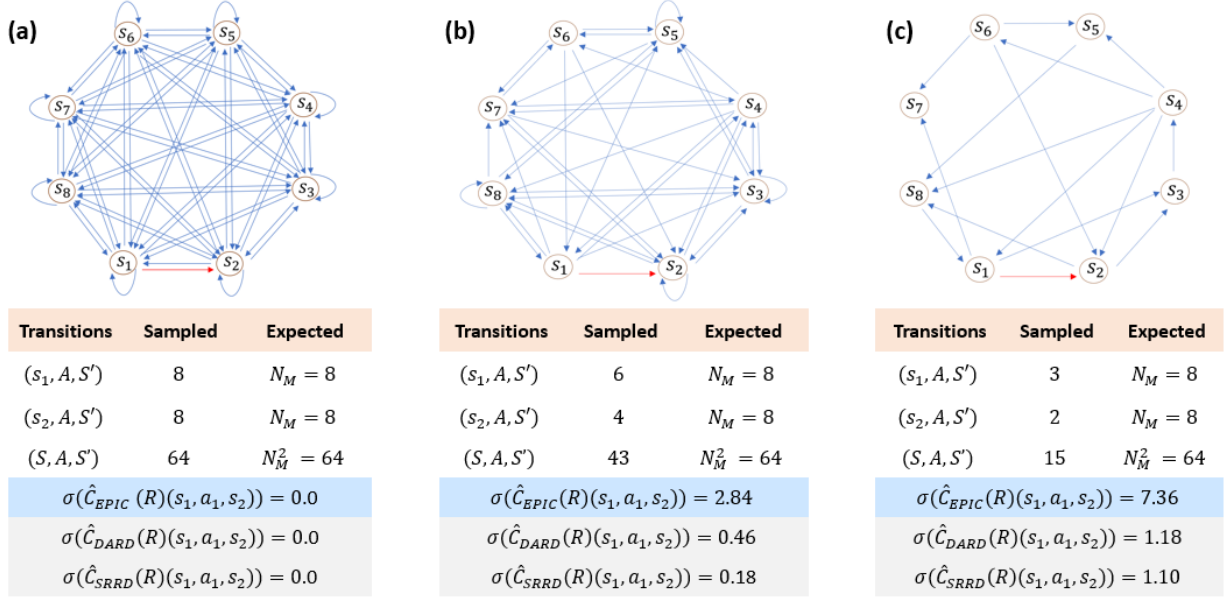 (a)
s₆
s₅
s₇
s₄
s₈
s₃
s₁
s₂
Transitions Sampled Expected
(s₁, A, S′) 8 N_M = 8
(s₂, A, S′) 8 N_M = 8
(S, A, S′) 64 N_M² = 64
σ(Ĉ_EPIC (R)(s₁, a₁, s₂)) = 0.0
σ(Ĉ_DARD(R)(s₁, a₁, s₂)) = 0.0
σ(Ĉ_SRRD(R)(s₁, a₁, s₂)) = 0.0
(b)
s₆
s₅
s₇
s₄
s₈
s₃
s₁
s₂
Transitions Sampled Expected
(s₁, A, S′) 6 N_M = 8
(s₂, A, S′) 4 N_M = 8
(S, A, S′) 43 N_M² = 64
σ(Ĉ_EPIC(R)(s₁, a₁, s₂)) = 2.84
σ(Ĉ_DARD(R)(s₁, a₁, s₂)) = 0.46
σ(Ĉ_SRRD(R)(s₁, a₁, s₂)) = 0.18
(c)
s₆
s₅
s₇
s₄
s₈
s₃
s₁
s₂
Transitions Sampled Expected
(s₁, A, S′) 3 N_M = 8
(s₂, A, S′) 2 N_M = 8
(S, A, S′) 15 N_M² = 64
σ(Ĉ_EPIC(R)(s₁, a₁, s₂)) = 7.36
σ(Ĉ_DARD(R)(s₁, a₁, s₂)) = 1.18
σ(Ĉ_SRRD(R)(s₁, a₁, s₂)) = 1.10